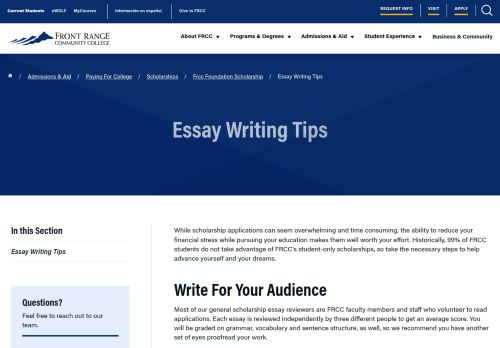 Current Students eWOLF MyCourses Información en español Give to FRCC REQUEST INFO VISIT APPLY
FRONT RANGE
COMMUNITY COLLEGE
About FRCC Programs & Degrees Admissions & Aid Student Experience Business & Community
/ Admissions & Aid / Paying For College / Scholarships / Frcc Foundation Scholarship / Essay Writing Tips
Essay Writing Tips
In this Section
Essay Writing Tips
Questions?
Feel free to reach out to our
team.
While scholarship applications can seem overwhelming and time consuming, the ability to reduce your
financial stress while pursuing your education makes them well worth your effort. Historically, 99% of FRCC
students do not take advantage of FRCC's student-only scholarships, so take the necessary steps to help
advance yourself and your dreams.
Write For Your Audience
Most of our general scholarship essay reviewers are FRCC faculty members and staff who volunteer to read
applications. Each essay is reviewed independently by three different people to get an average score. You
will be graded on grammar, vocabulary and sentence structure, as well, so we recommend you have another
set of eyes proofread your work.